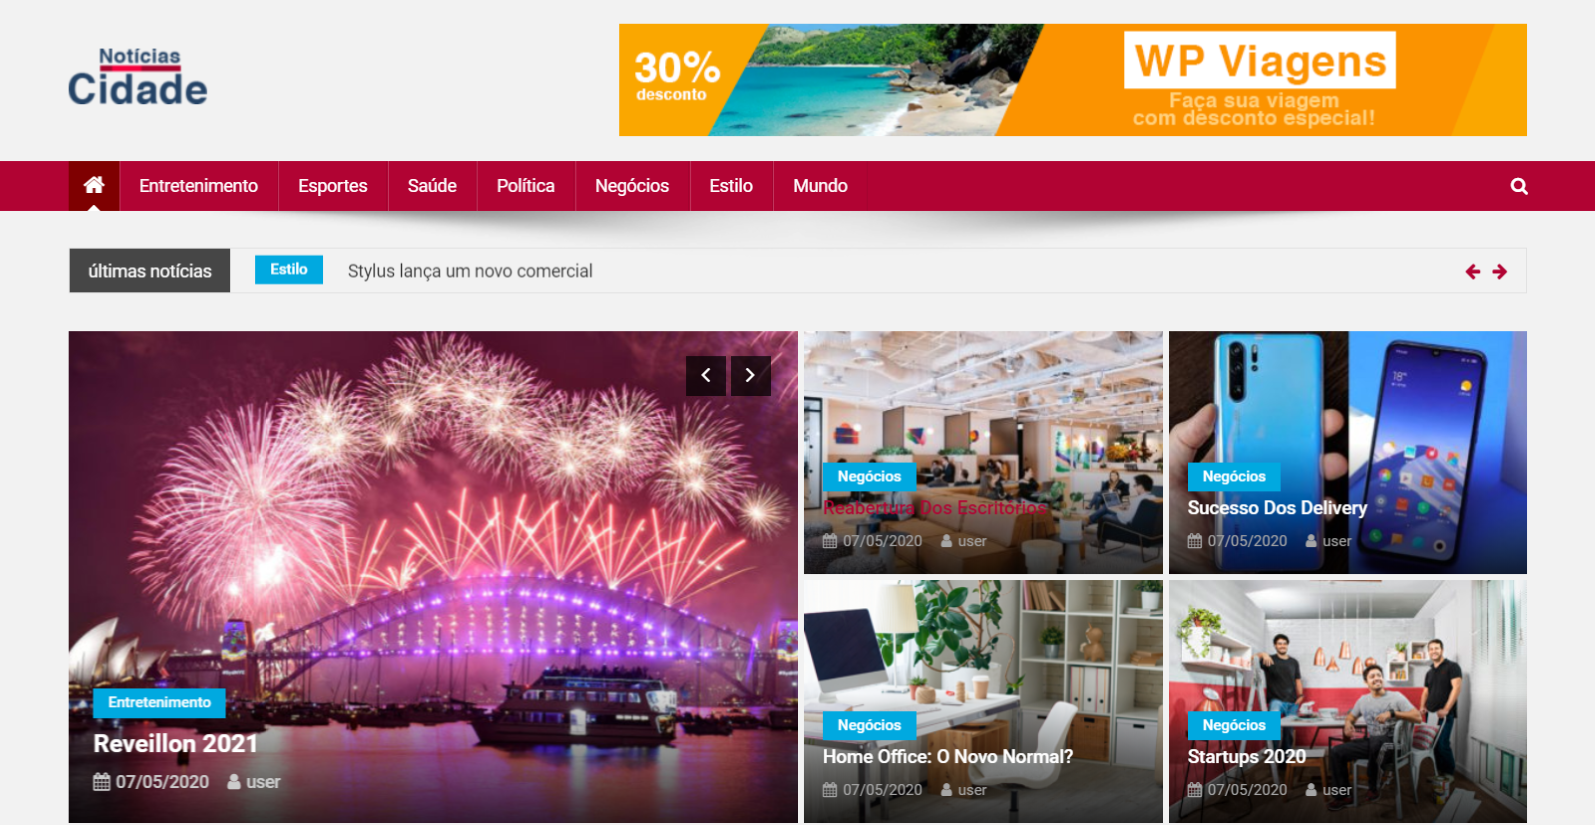 Notícias
Cidade
30%
desconto
WP Viagens
Faça sua viagem
com desconto especial!
Entretenimento
Esportes
Saúde
Política
Negócios
Estilo
Mundo
últimas notícias
Estilo
Stylus lança um novo comercial
Entretenimento
Reveillon 2021
07/05/2020 user
Negócios
Reabertura Dos Escritórios
07/05/2020 user
Negócios
Sucesso Dos Delivery
07/05/2020 user
Negócios
Home Office: O Novo Normal?
07/05/2020 user
Negócios
Startups 2020
07/05/2020 user